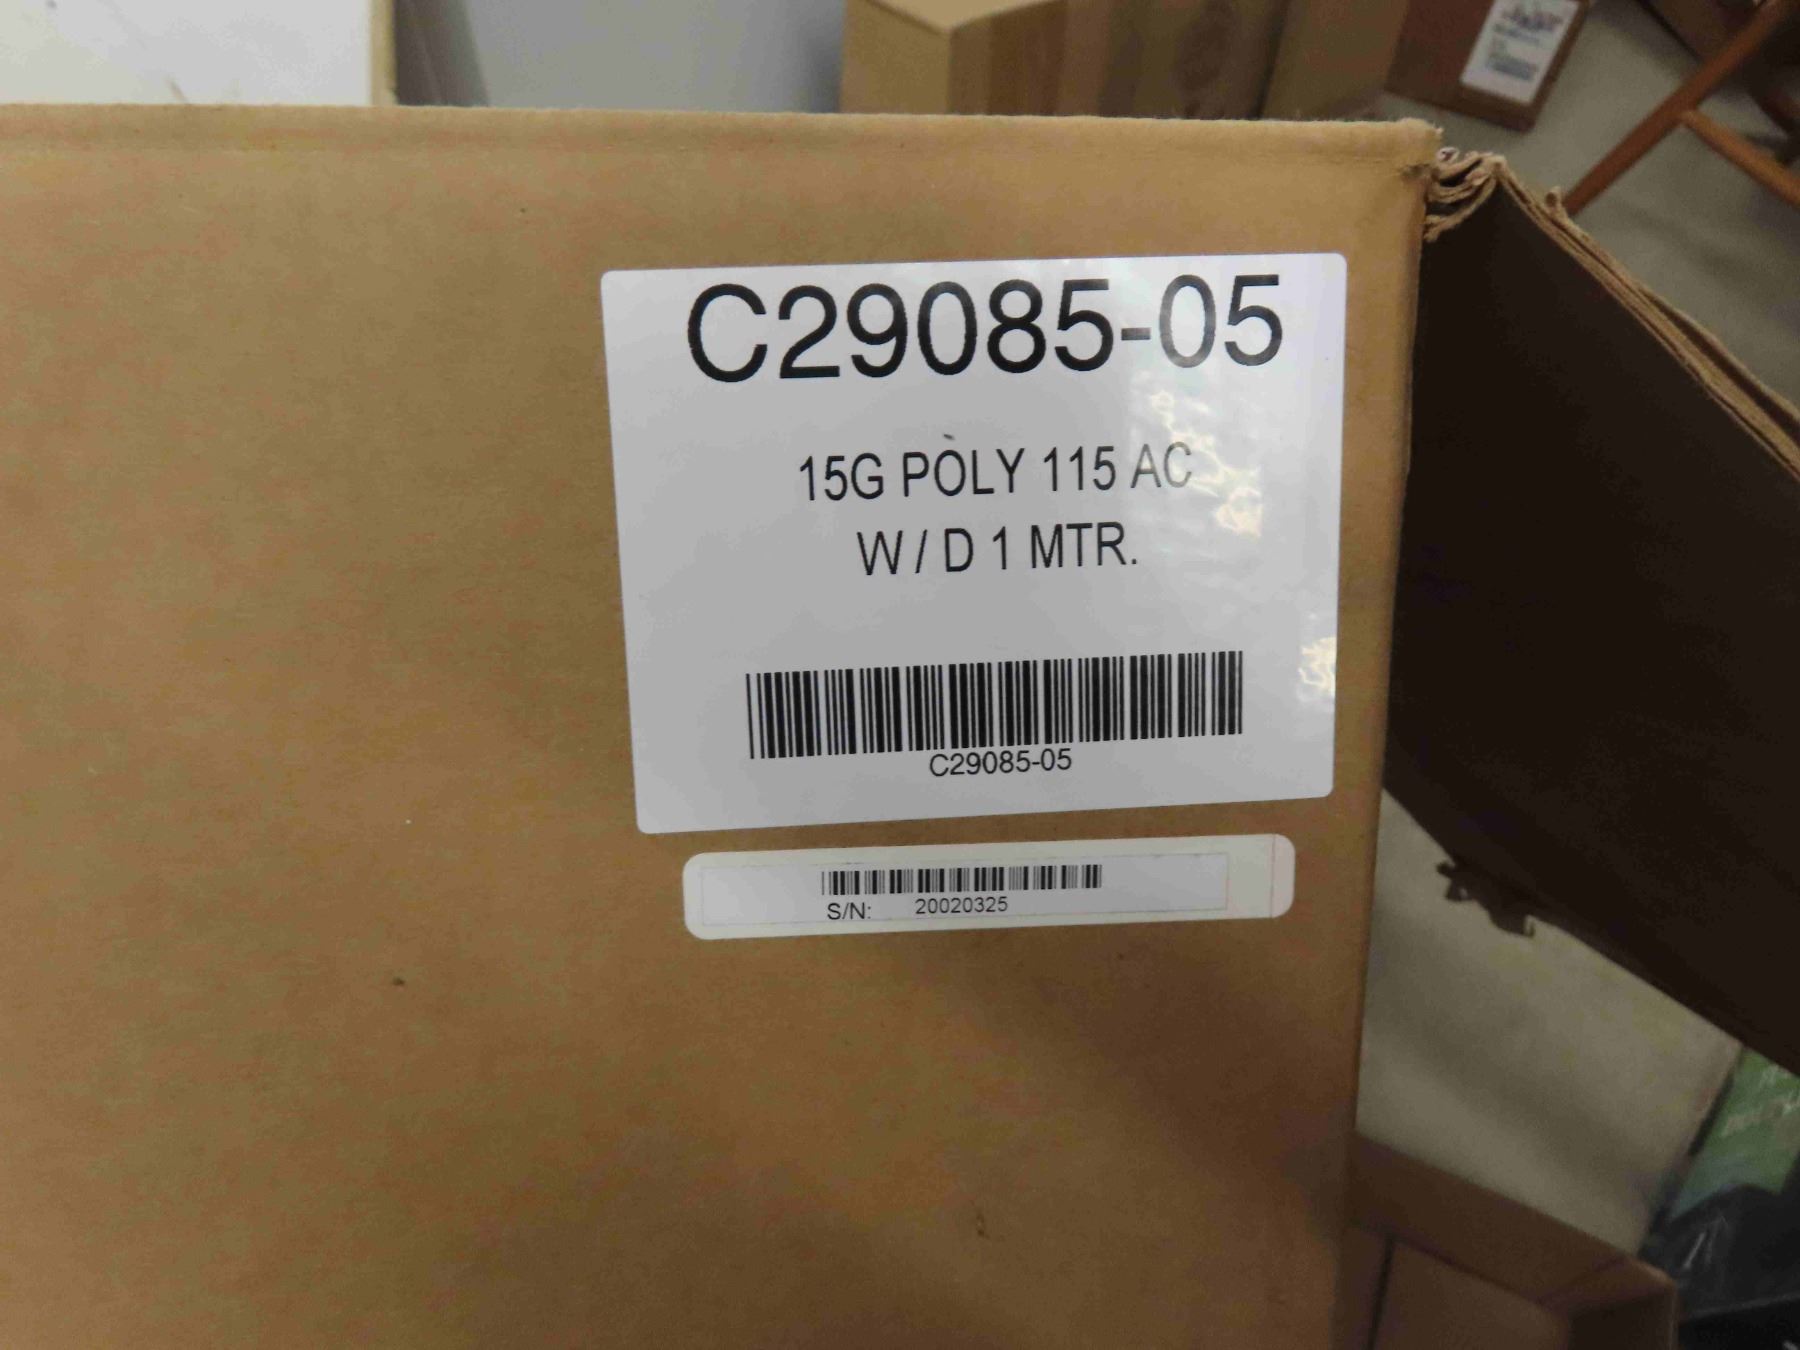 C29085-05
15G POLY 115 AC
W / D 1 MTR.
C29085-05
S/N: 20020325